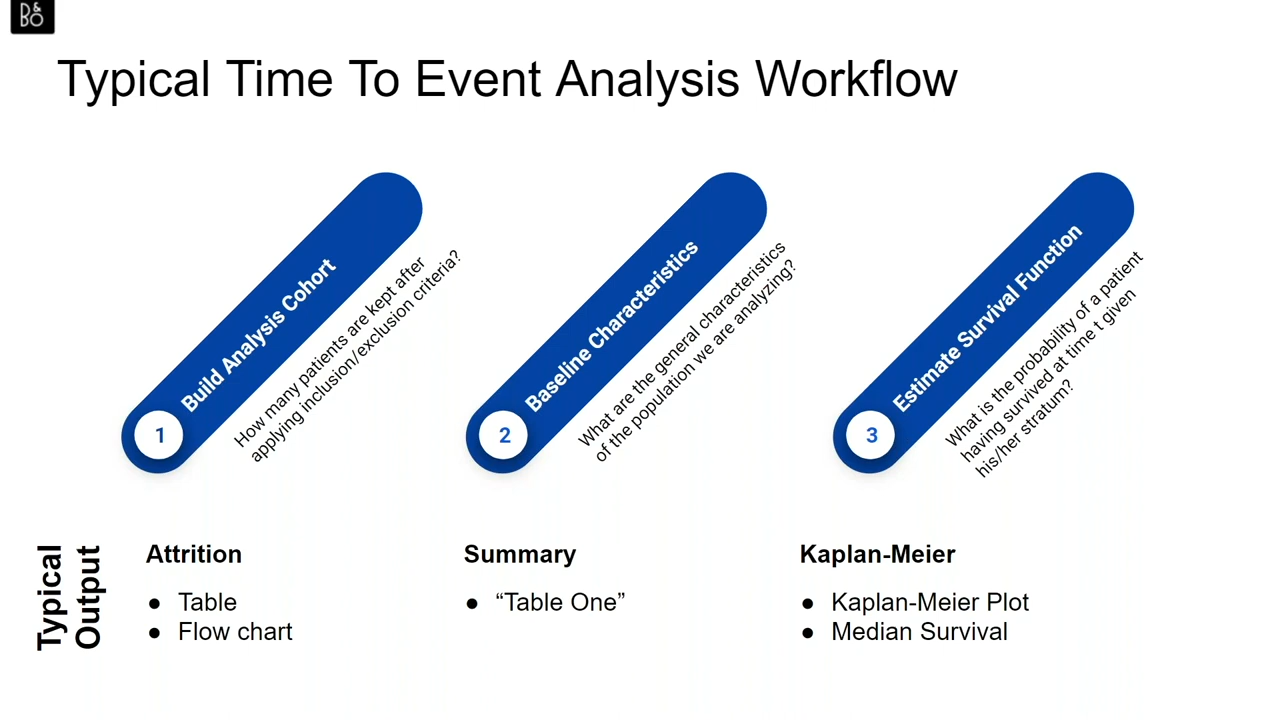 B&O
Typical Time To Event Analysis Workflow
1
Build Analysis Cohort
How many patients are kept after
applying inclusion/exclusion criteria?
2
Baseline Characteristics
What are the general characteristics
of the population we are analyzing?
3
Estimate Survival Function
What is the probability of a patient
having survived at time t given
his/her stratum?
Typical
Output
Attrition
● Table
● Flow chart
Summary
● “Table One”
Kaplan-Meier
● Kaplan-Meier Plot
● Median Survival